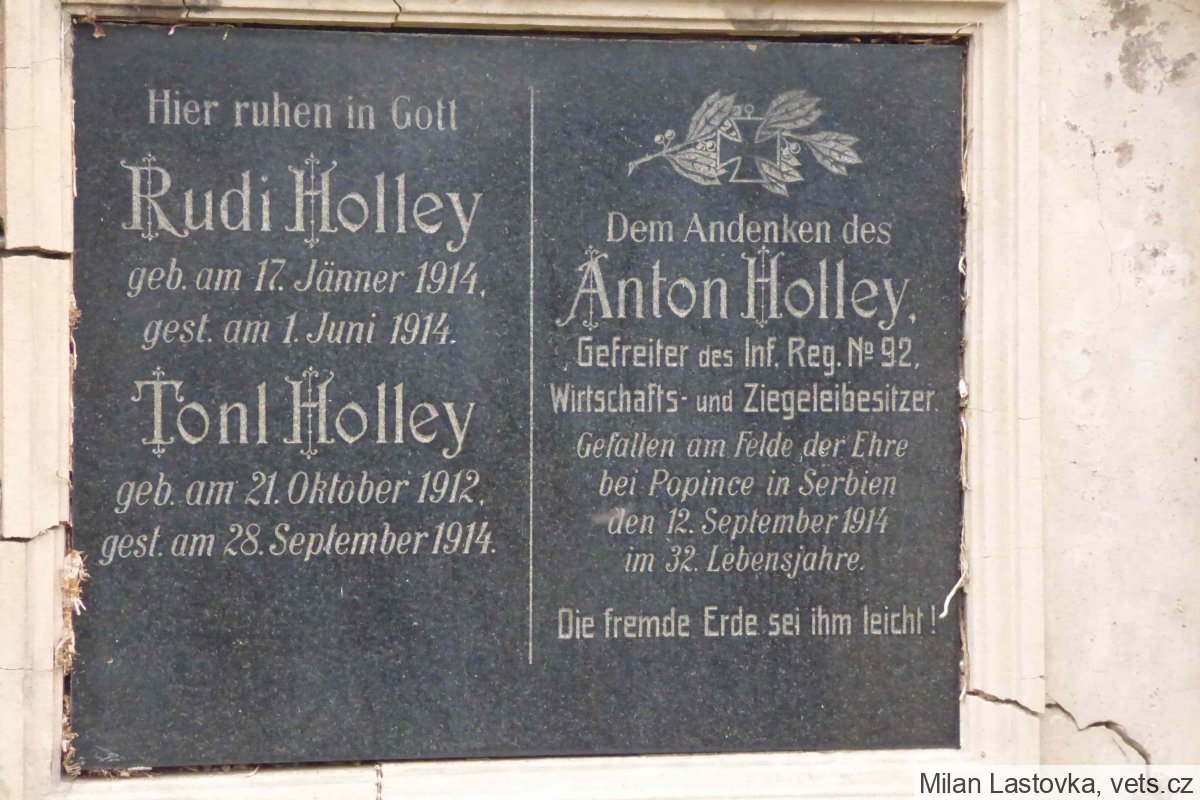 Hier ruhen in Gott
Rudi Holley
geb. am 17. Jänner 1914,
gest. am 1. Juni 1914.
Tonl Holley
geb. am 21. Oktober 1912,
gest. am 28. September 1914.
Dem Andenken des
Anton Holley,
Gefreiter des Inf. Reg. No 92,
Wirtschafts- und Ziegeleibesitzer.
Gefallen am Felde der Ehre
bei Popince in Serbien
den 12. September 1914
im 32. Lebensjahre.
Die fremde Erde sei ihm leicht!
Milan Lastovka, vets.cz